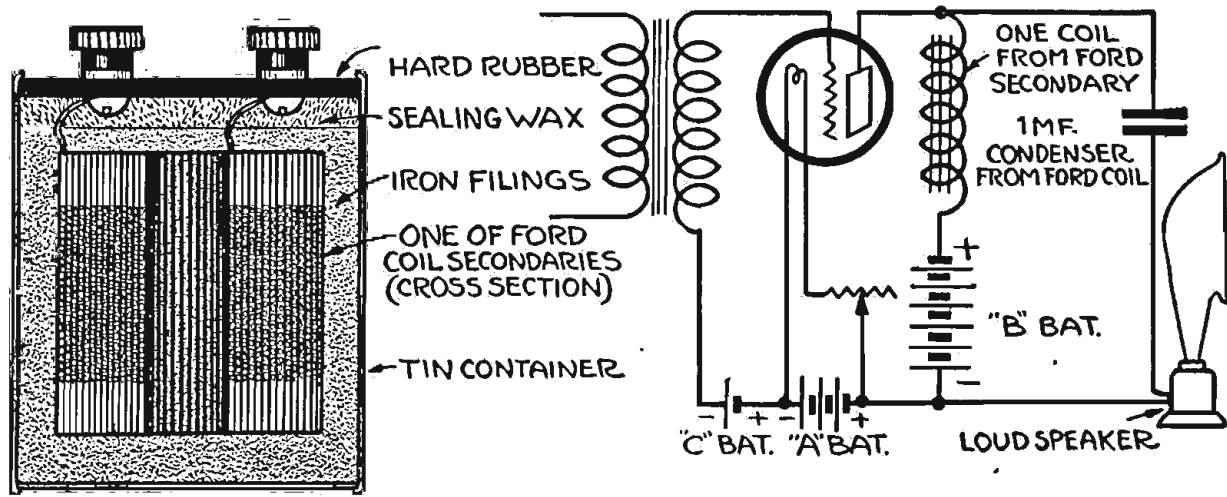 HARD RUBBER
SEALING WAX
IRON FILINGS
ONE OF FORD
COIL SECONDARIES
(CROSS SECTION)
TIN CONTAINER
ONE COIL
FROM FORD
SECONDARY
1 MF.
CONDENSER
FROM FORD COIL
+
"B" BAT.
-
- + - +
"C" BAT. "A" BAT.
LOUD SPEAKER